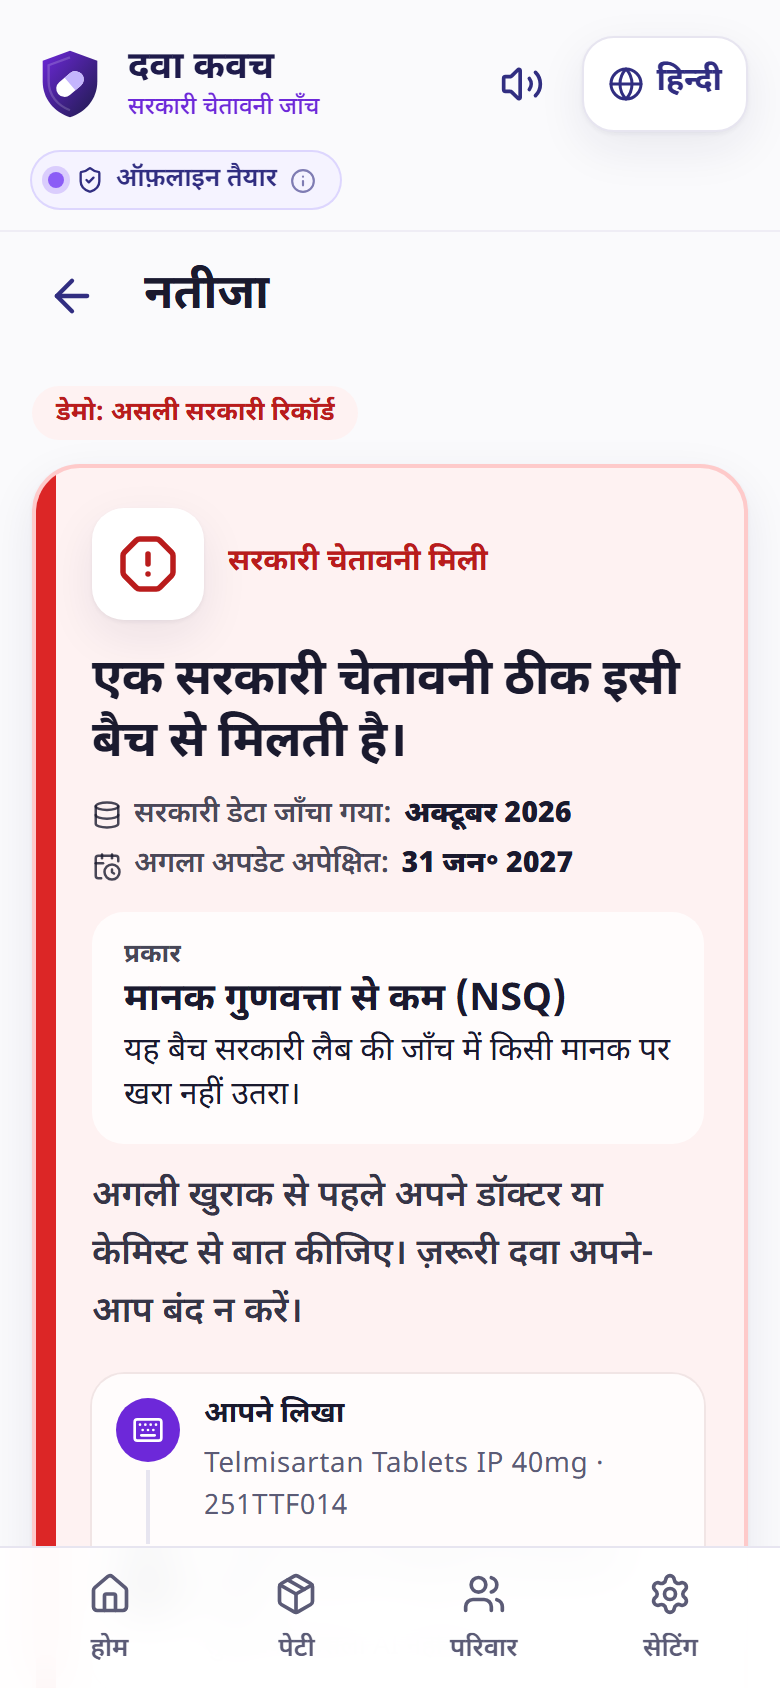 दवा कवच
सरकारी चेतावनी जाँच
हिन्दी
ऑफ़लाइन तैयार
नतीजा
डेमो: असली सरकारी रिकॉर्ड
सरकारी चेतावनी मिली
एक सरकारी चेतावनी ठीक इसी
बैच से मिलती है।
सरकारी डेटा जाँचा गया: अक्टूबर 2026
अगला अपडेट अपेक्षित: 31 जन॰ 2027
प्रकार
मानक गुणवत्ता से कम (NSQ)
यह बैच सरकारी लैब की जाँच में किसी मानक पर
खरा नहीं उतरा।
अगली खुराक से पहले अपने डॉक्टर या
केमिस्ट से बात कीजिए। ज़रूरी दवा अपने-
आप बंद न करें।
आपने लिखा
Telmisartan Tablets IP 40mg ·
251TTF014
होम
पेटी
परिवार
सेटिंग